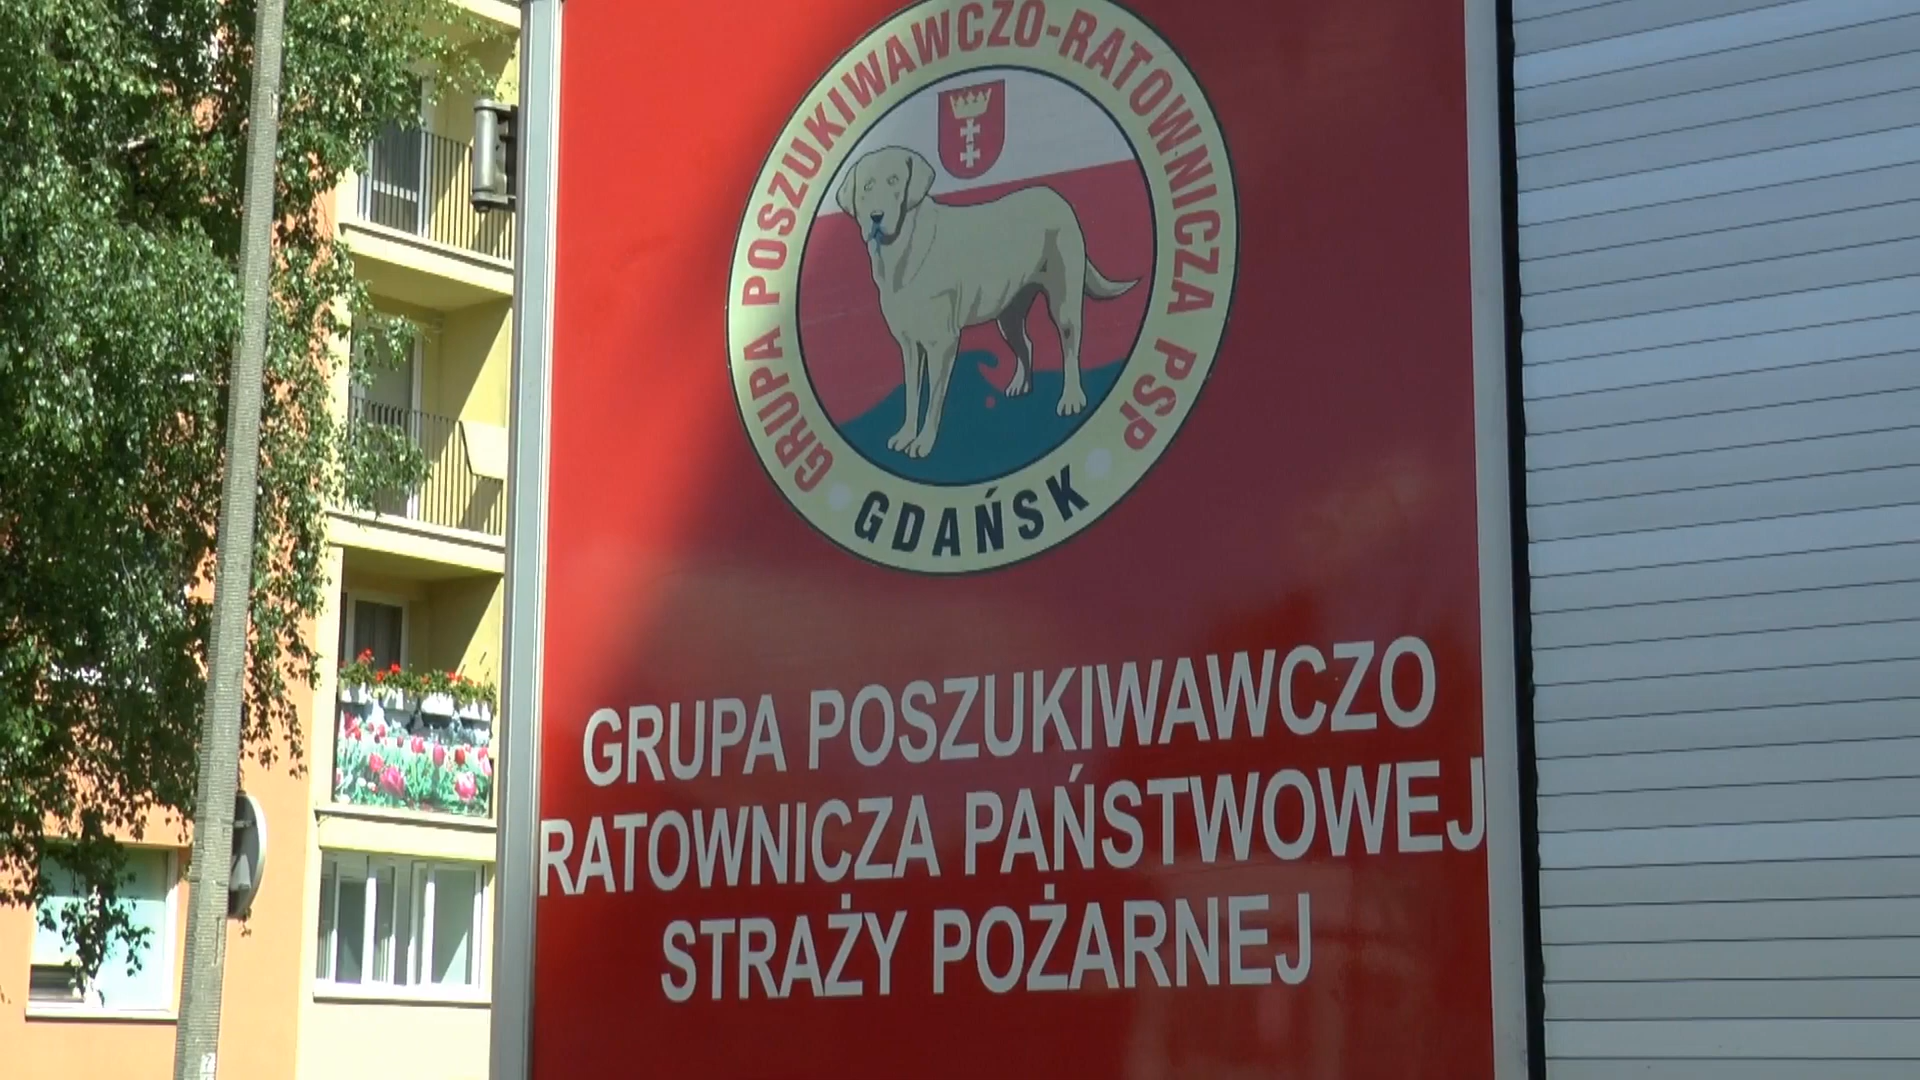 GRUPA POSZUKIWAWCZO-RATOWNICZA PSP
GDAŃSK
GRUPA POSZUKIWAWCZO
RATOWNICZA PAŃSTWOWEJ
STRAŻY POŻARNEJ